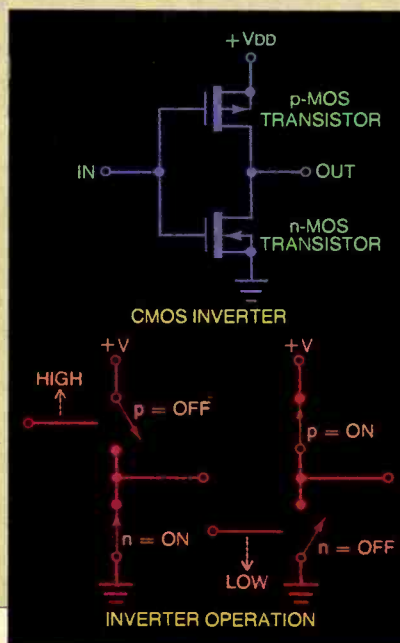 +VDD
p-MOS
TRANSISTOR
IN
OUT
n-MOS
TRANSISTOR
CMOS INVERTER
+V
+V
HIGH
p = OFF
p = ON
n = ON
n = OFF
LOW
INVERTER OPERATION